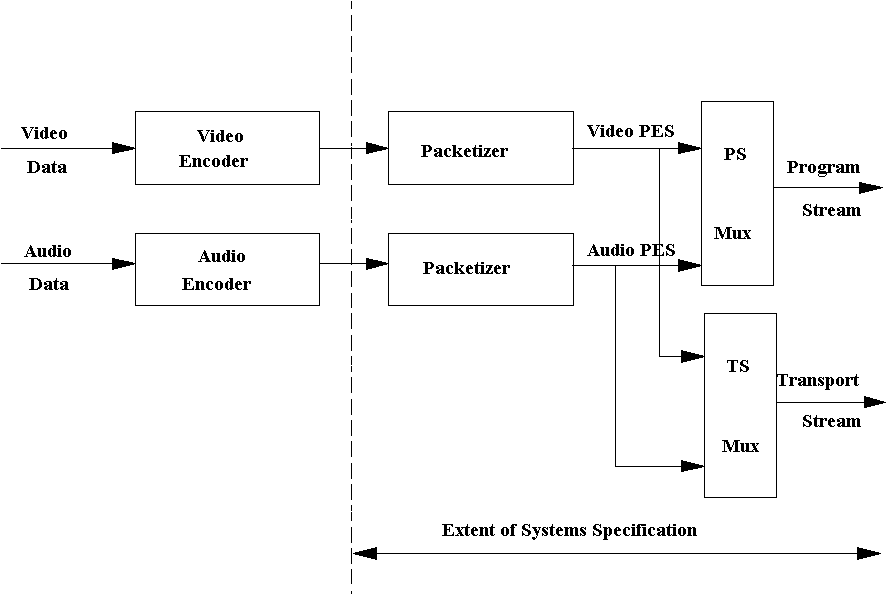 Video
Data
Video
Encoder
Packetizer
Video PES
PS
Mux
Program
Stream
Audio
Data
Audio
Encoder
Packetizer
Audio PES
TS
Mux
Transport
Stream
Extent of Systems Specification